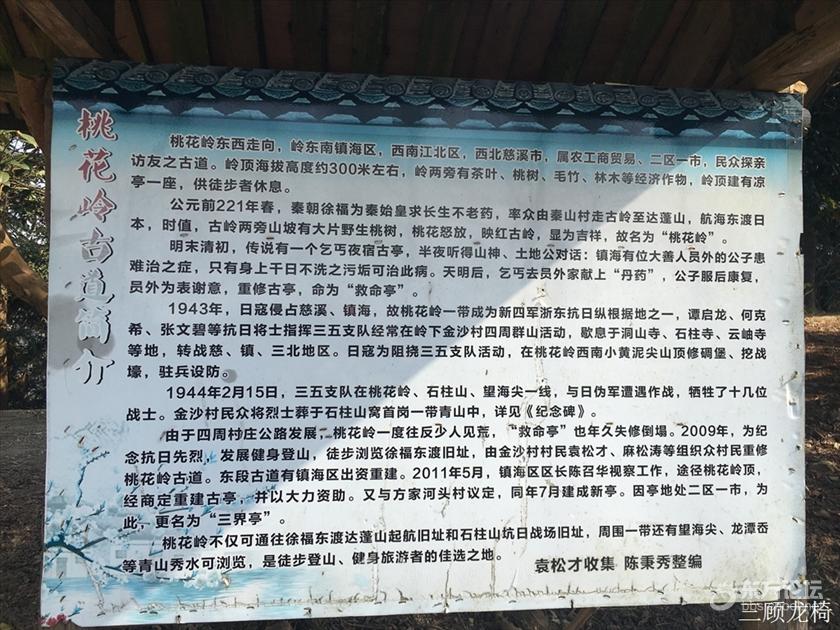 桃花岭古道简介
桃花岭东西走向，岭东南镇海区，西南江北区，西北慈溪市，属农工商贸易、二区一市，民众探亲
访友之古道。岭顶海拔高度约300米左右，岭两旁有茶叶、桃树、毛竹、林木等经济作物，岭顶建有凉
亭一座，供徒步者休息。
公元前221年春，秦朝徐福为秦始皇求长生不老药，率众由秦山村走古岭至达蓬山，航海东渡日
本，时值，古岭两旁山坡有大片野生桃树，桃花怒放，映红古岭，显为吉祥，故名为“桃花岭”。
明末清初，传说有一个乞丐夜宿古亭，半夜听得山神、土地公对话：镇海有位大善人员外的公子患
难治之症，只有身上千日不洗之污垢可治此病。天明后，乞丐去员外家献上“丹药”，公子服后康复，
员外为表谢意，重修古亭，命为“救命亭”。
1943年，日寇侵占慈溪、镇海，故桃花岭一带成为新四军浙东抗日纵根据地之一，谭启龙、何克
希、张文碧等抗日将士指挥三五支队经常在岭下金沙村四周群山活动，歇息于洞山寺、石柱寺、云岫寺
等地，转战慈、镇、三北地区。日寇为阻挠三五支队活动，在桃花岭西南小黄泥尖山顶修碉堡、挖战
壕，驻兵设防。
1944年2月15日，三五支队在桃花岭、石柱山、望海尖一线，与日伪军遭遇作战，牺牲了十几位
战士。金沙村民众将烈士葬于石柱山窝首岗一带青山中，详见《纪念碑》。
由于四周村庄公路发展，桃花岭一度往反少人见荒，“救命亭”也年久失修倒塌。2009年，为纪
念抗日先烈，发展健身登山，徒步浏览徐福东渡旧址，由金沙村村民袁松才、麻松涛等组织众村民重修
桃花岭古道。东段古道有镇海区出资重建。2011年5月，镇海区区长陈召华视察工作，途径桃花岭顶，
经商定重建古亭，并以大力资助。又与方家河头村议定，同年7月建成新亭。因亭地处二区一市，为
此，更名为“三界亭”。
桃花岭不仅可通往徐福东渡达蓬山起航旧址和石柱山坑日战场旧址，周围一带还有望海尖、龙潭岙
等青山秀水可浏览，是徒步登山、健身旅游者的佳选之地。
袁松才收集 陈秉秀整编
东方论坛
三顾龙椅